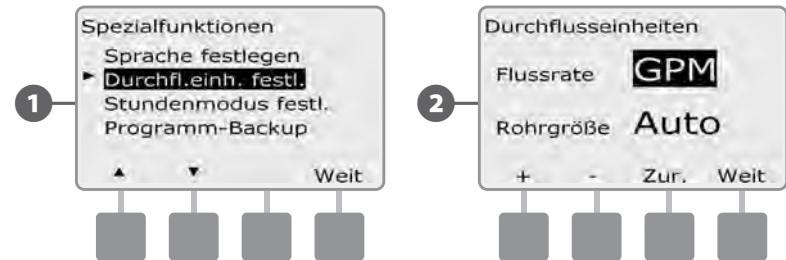 Spezialfunktionen
Sprache festlegen
► Durchfl.einh. festl.
Stundenmodus festl.
Programm-Backup
▲ ▼ Weit
1
Durchflusseinheiten
Flussrate GPM
Rohrgröße Auto
+ - Zur. Weit
2